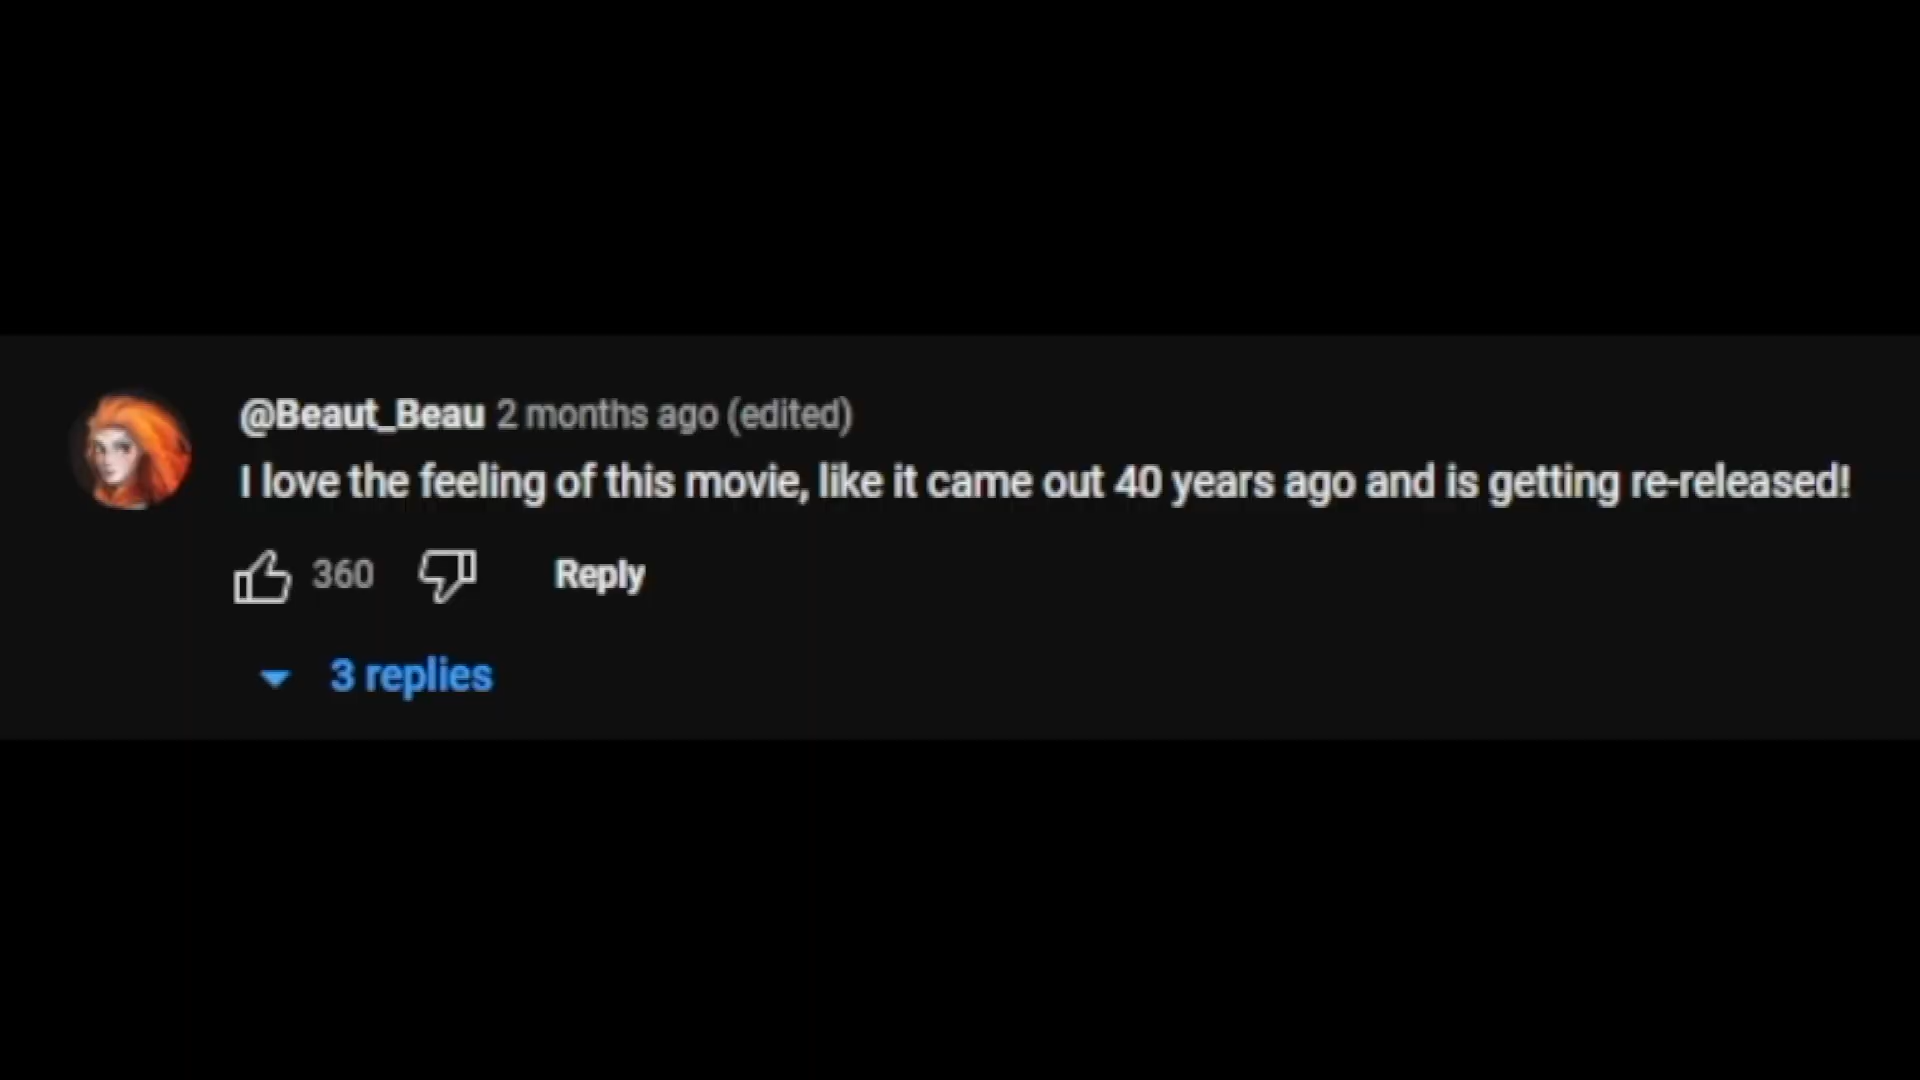 @Beaut_Beau 2 months ago (edited)
I love the feeling of this movie, like it came out 40 years ago and is getting re-released!
360 Reply
3 replies